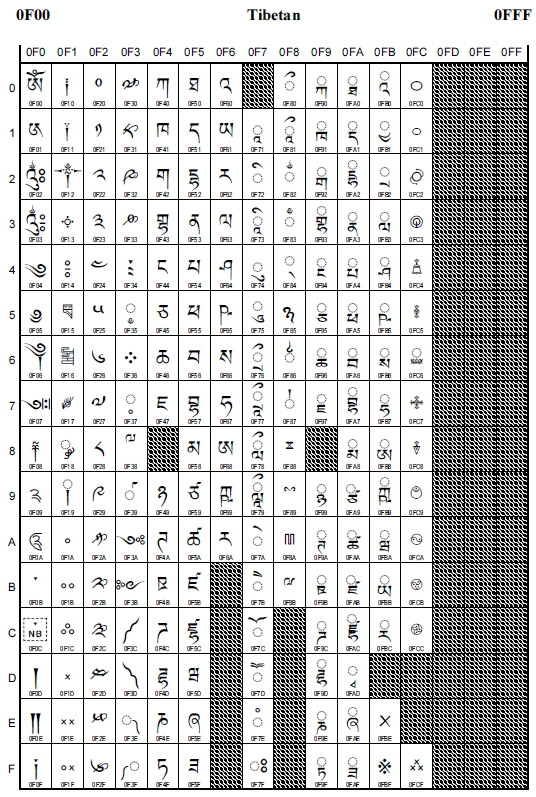 0F00 Tibetan 0FFF
0F0 0F1 0F2 0F3 0F4 0F5 0F6 0F7 0F8 0F9 0FA 0FB 0FC 0FD 0FE 0FF
0 ༀ ༐ ༠ ༰ ཀ ཐ འ ◌ྀ ◌ྐ ◌ྠ ◌ྰ ࿀
0F00 0F10 0F20 0F30 0F40 0F50 0F60 0F80 0F90 0FA0 0FB0 0FC0
1 ༁ ༑ ༡ ༱ ཁ ད ཡ ◌ཱ ◌ཱྀ ◌ྑ ◌ྡ ◌ྱ ࿁
0F01 0F11 0F21 0F31 0F41 0F51 0F61 0F71 0F81 0F91 0FA1 0FB1 0FC1
2 ༂ ༒ ༢ ༲ ག དྷ ར ◌ི ◌ྂ ◌ྒ ◌ྡྷ ◌ྲ ࿂
0F02 0F12 0F22 0F32 0F42 0F52 0F62 0F72 0F82 0F92 0FA2 0FB2 0FC2
3 ༃ ༓ ༣ ༳ གྷ ན ལ ◌ཱི ◌ྃ ◌ྒྷ ◌ྣ ◌ླ ࿃
0F03 0F13 0F23 0F33 0F43 0F53 0F63 0F73 0F83 0F93 0FA3 0FB3 0FC3
4 ༄ ༔ ༤ ༴ ང པ ཤ ◌ུ ◌྄ ◌ྔ ◌ྤ ◌ྴ ࿄
0F04 0F14 0F24 0F34 0F44 0F54 0F64 0F74 0F84 0F94 0FA4 0FB4 0FC4
5 ༅ ༕ ༥ ◌༵ ཅ ཕ ཥ ◌ཱུ ྅ ◌ྕ ◌ྥ ◌ྵ ࿅
0F05 0F15 0F25 0F35 0F45 0F55 0F65 0F75 0F85 0F95 0FA5 0FB5 0FC5
6 ༆ ༖ ༦ ༶ ཆ བ ས ◌ྲྀ ◌྆ ◌ྖ ◌ྦ ◌ྶ ◌࿆
0F06 0F16 0F26 0F36 0F46 0F56 0F66 0F76 0F86 0F96 0FA6 0FB6 0FC6
7 ༇ ༗ ༧ ◌༷ ཇ བྷ ཧ ◌ཷ ◌྇ ◌ྗ ◌ྦྷ ◌ྷ ࿇
0F07 0F17 0F27 0F37 0F47 0F57 0F67 0F77 0F87 0F97 0FA7 0FB7 0FC7
8 ༈ ◌༘ ༨ ༸ མ ཨ ◌ླྀ ྈ ◌ྨ ◌ྸ ࿈
0F08 0F18 0F28 0F38 0F58 0F68 0F78 0F88 0FA8 0FB8 0FC8
9 ༉ ◌༙ ༩ ◌༹ ཉ ཙ ཀྵ ◌ཹ ྉ ◌ྙ ◌ྩ ◌ྐྵ ࿉
0F09 0F19 0F29 0F39 0F49 0F59 0F69 0F79 0F89 0F99 0FA9 0FB9 0FC9
A ༊ ༚ ༪ ༺ ཊ ཚ ཪ ◌ེ ྊ ◌ྚ ◌ྪ ◌ྺ ࿊
0F0A 0F1A 0F2A 0F3A 0F4A 0F5A 0F6A 0F7A 0F8A 0F9A 0FAA 0FBA 0FCA
B ་ ༛ ༫ ༻ ཋ ཛ ◌ཻ ྋ ◌ྛ ◌ྫ ◌ྻ ࿋
0F0B 0F1B 0F2B 0F3B 0F4B 0F5B 0F7B 0F8B 0F9B 0FAB 0FBB 0FCB
C ་ NB ༜ ༬ ༼ ཌ ཛྷ ◌ོ ◌ྜ ◌ྫྷ ◌ྼ ࿌
0F0C 0F1C 0F2C 0F3C 0F4C 0F5C 0F7C 0F9C 0FAC 0FBC 0FCC
D ། ༝ ༭ ༽ ཌྷ ཝ ◌ཽ ◌ྜྷ ◌ྭ
0F0D 0F1D 0F2D 0F3D 0F4D 0F5D 0F7D 0F9D 0FAD
E ༎ ༞ ༮ ◌༾ ཎ ཞ ◌ཾ ◌ྞ ◌ྮ ྾
0F0E 0F1E 0F2E 0F3E 0F4E 0F5E 0F7E 0F9E 0FAE 0FBE
F ༏ ༟ ༯ ◌༿ ཏ ཟ ◌ཿ ◌ྟ ◌ྯ ྿ ࿏
0F0F 0F1F 0F2F 0F3F 0F4F 0F5F 0F7F 0F9F 0FAF 0FBF 0FCF